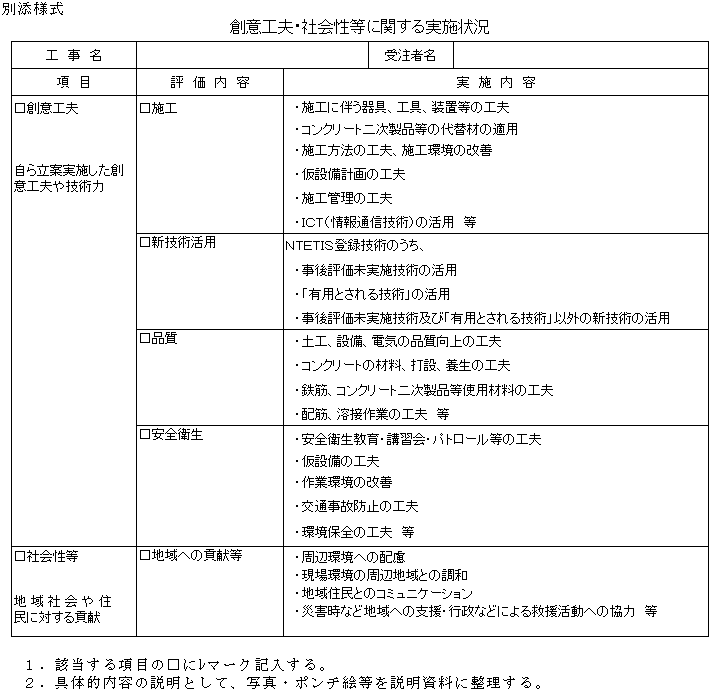 別添様式
創意工夫・社会性等に関する実施状況
工 事 名
受注者名
項 目
評 価 内 容
実 施 内 容
□創意工夫
自ら立案実施した創
意工夫や技術力
□施工
・施工に伴う器具、工具、装置等の工夫
・コンクリート二次製品等の代替材の適用
・施工方法の工夫、施工環境の改善
・仮設備計画の工夫
・施工管理の工夫
・ICT(情報通信技術)の活用 等
□新技術活用
NTETIS登録技術のうち、
・事後評価未実施技術の活用
・「有用とされる技術」の活用
・事後評価未実施技術及び「有用とされる技術」以外の新技術の活用
□品質
・土工、設備、電気の品質向上の工夫
・コンクリートの材料、打設、養生の工夫
・鉄筋、コンクリート二次製品等使用材料の工夫
・配筋、溶接作業の工夫 等
□安全衛生
・安全衛生教育・講習会・パトロール等の工夫
・仮設備の工夫
・作業環境の改善
・交通事故防止の工夫
・環境保全の工夫 等
□社会性等
地 域 社 会 や 住
民に対する貢献
□地域への貢献等
・周辺環境への配慮
・現場環境の周辺地域との調和
・地域住民とのコミュニケーション
・災害時など地域への支援・行政などによる救援活動への協力 等
１．該当する項目の□にレマーク記入する。
２．具体的内容の説明として、写真・ポンチ絵等を説明資料に整理する。